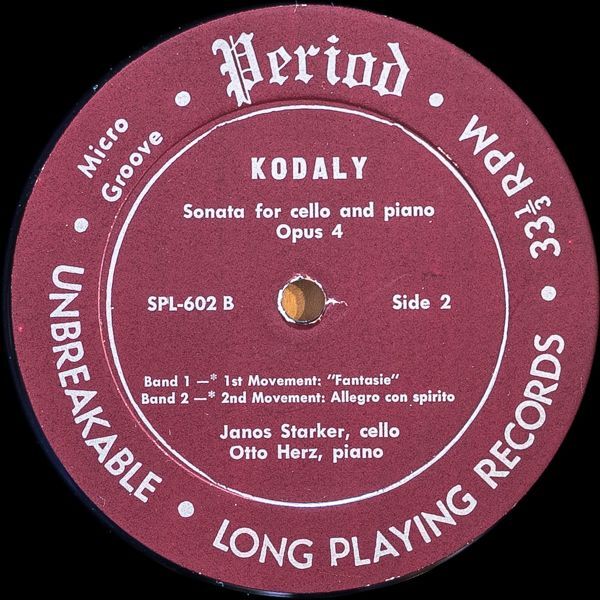 Period
Micro
Groove
33⅓ RPM
KODALY
Sonata for cello and piano
Opus 4
SPL-602 B
Side 2
Band 1 —* 1st Movement: "Fantasie"
Band 2 —* 2nd Movement: Allegro con spirito
Janos Starker, cello
Otto Herz, piano
UNBREAKABLE
LONG PLAYING RECORDS